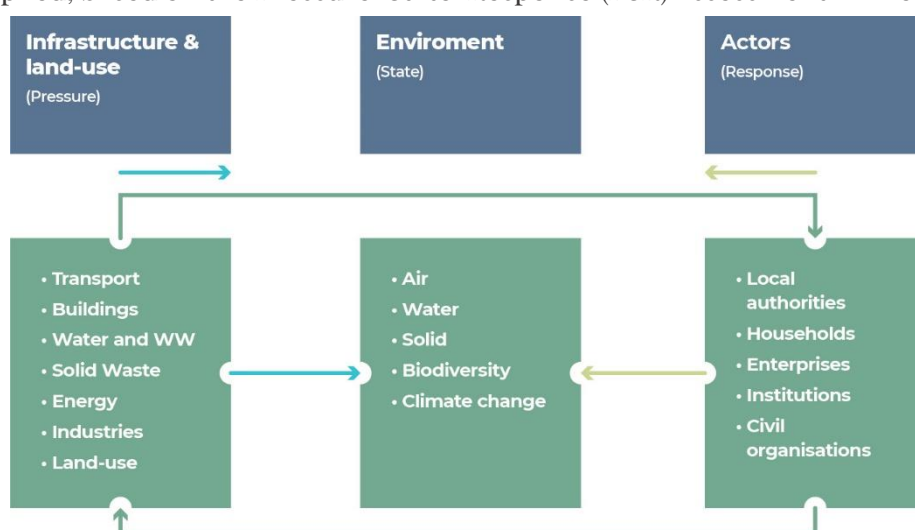 Infrastructure &
land-use
(Pressure)
Enviroment
(State)
Actors
(Response)
• Transport
• Buildings
• Water and WW
• Solid Waste
• Energy
• Industries
• Land-use
• Air
• Water
• Solid
• Biodiversity
• Climate change
• Local
authorities
• Households
• Enterprises
• Institutions
• Civil
organisations